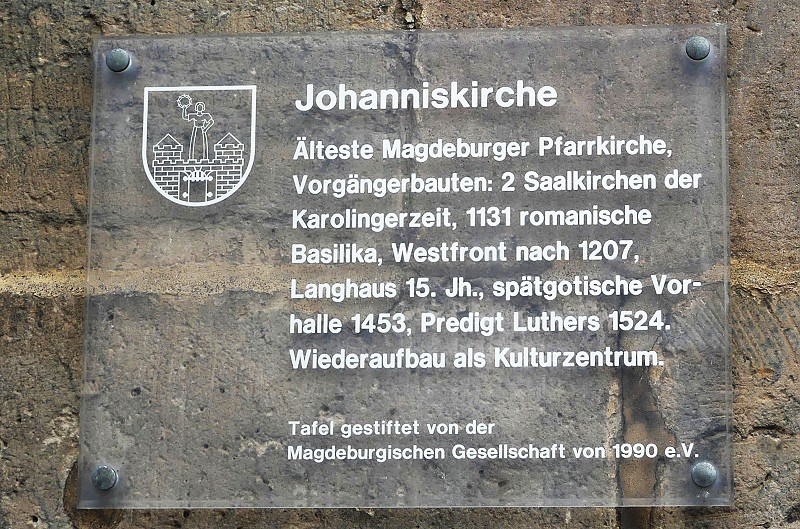 Johanniskirche
Älteste Magdeburger Pfarrkirche,
Vorgängerbauten: 2 Saalkirchen der
Karolingerzeit, 1131 romanische
Basilika, Westfront nach 1207,
Langhaus 15. Jh., spätgotische Vor-
halle 1453, Predigt Luthers 1524.
Wiederaufbau als Kulturzentrum.
Tafel gestiftet von der
Magdeburgischen Gesellschaft von 1990 e.V.